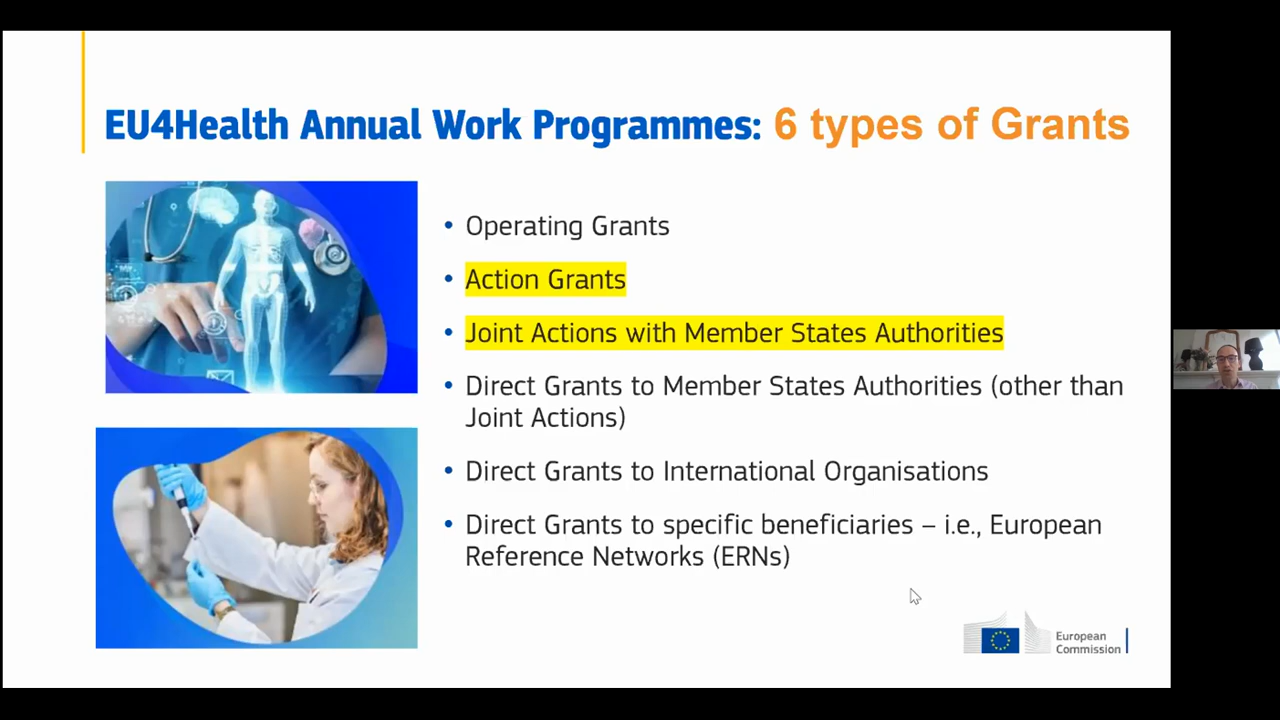 EU4Health Annual Work Programmes: 6 types of Grants
• Operating Grants
• Action Grants
• Joint Actions with Member States Authorities
• Direct Grants to Member States Authorities (other than
Joint Actions)
• Direct Grants to International Organisations
• Direct Grants to specific beneficiaries – i.e., European
Reference Networks (ERNs)
European
Commission